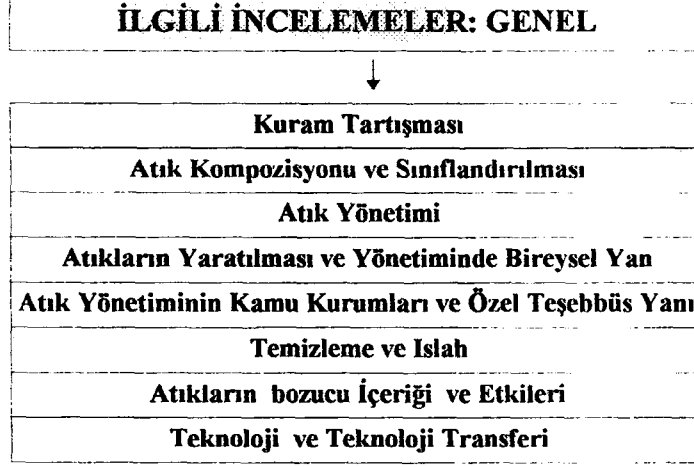 İLGİLİ İNCELEMELER: GENEL
Kuram Tartışması
Atık Kompozisyonu ve Sınıflandırılması
Atık Yönetimi
Atıkların Yaratılması ve Yönetiminde Bireysel Yan
Atık Yönetiminin Kamu Kurumları ve Özel Teşebbüs Yanı
Temizleme ve Islah
Atıkların bozucu İçeriği ve Etkileri
Teknoloji ve Teknoloji Transferi